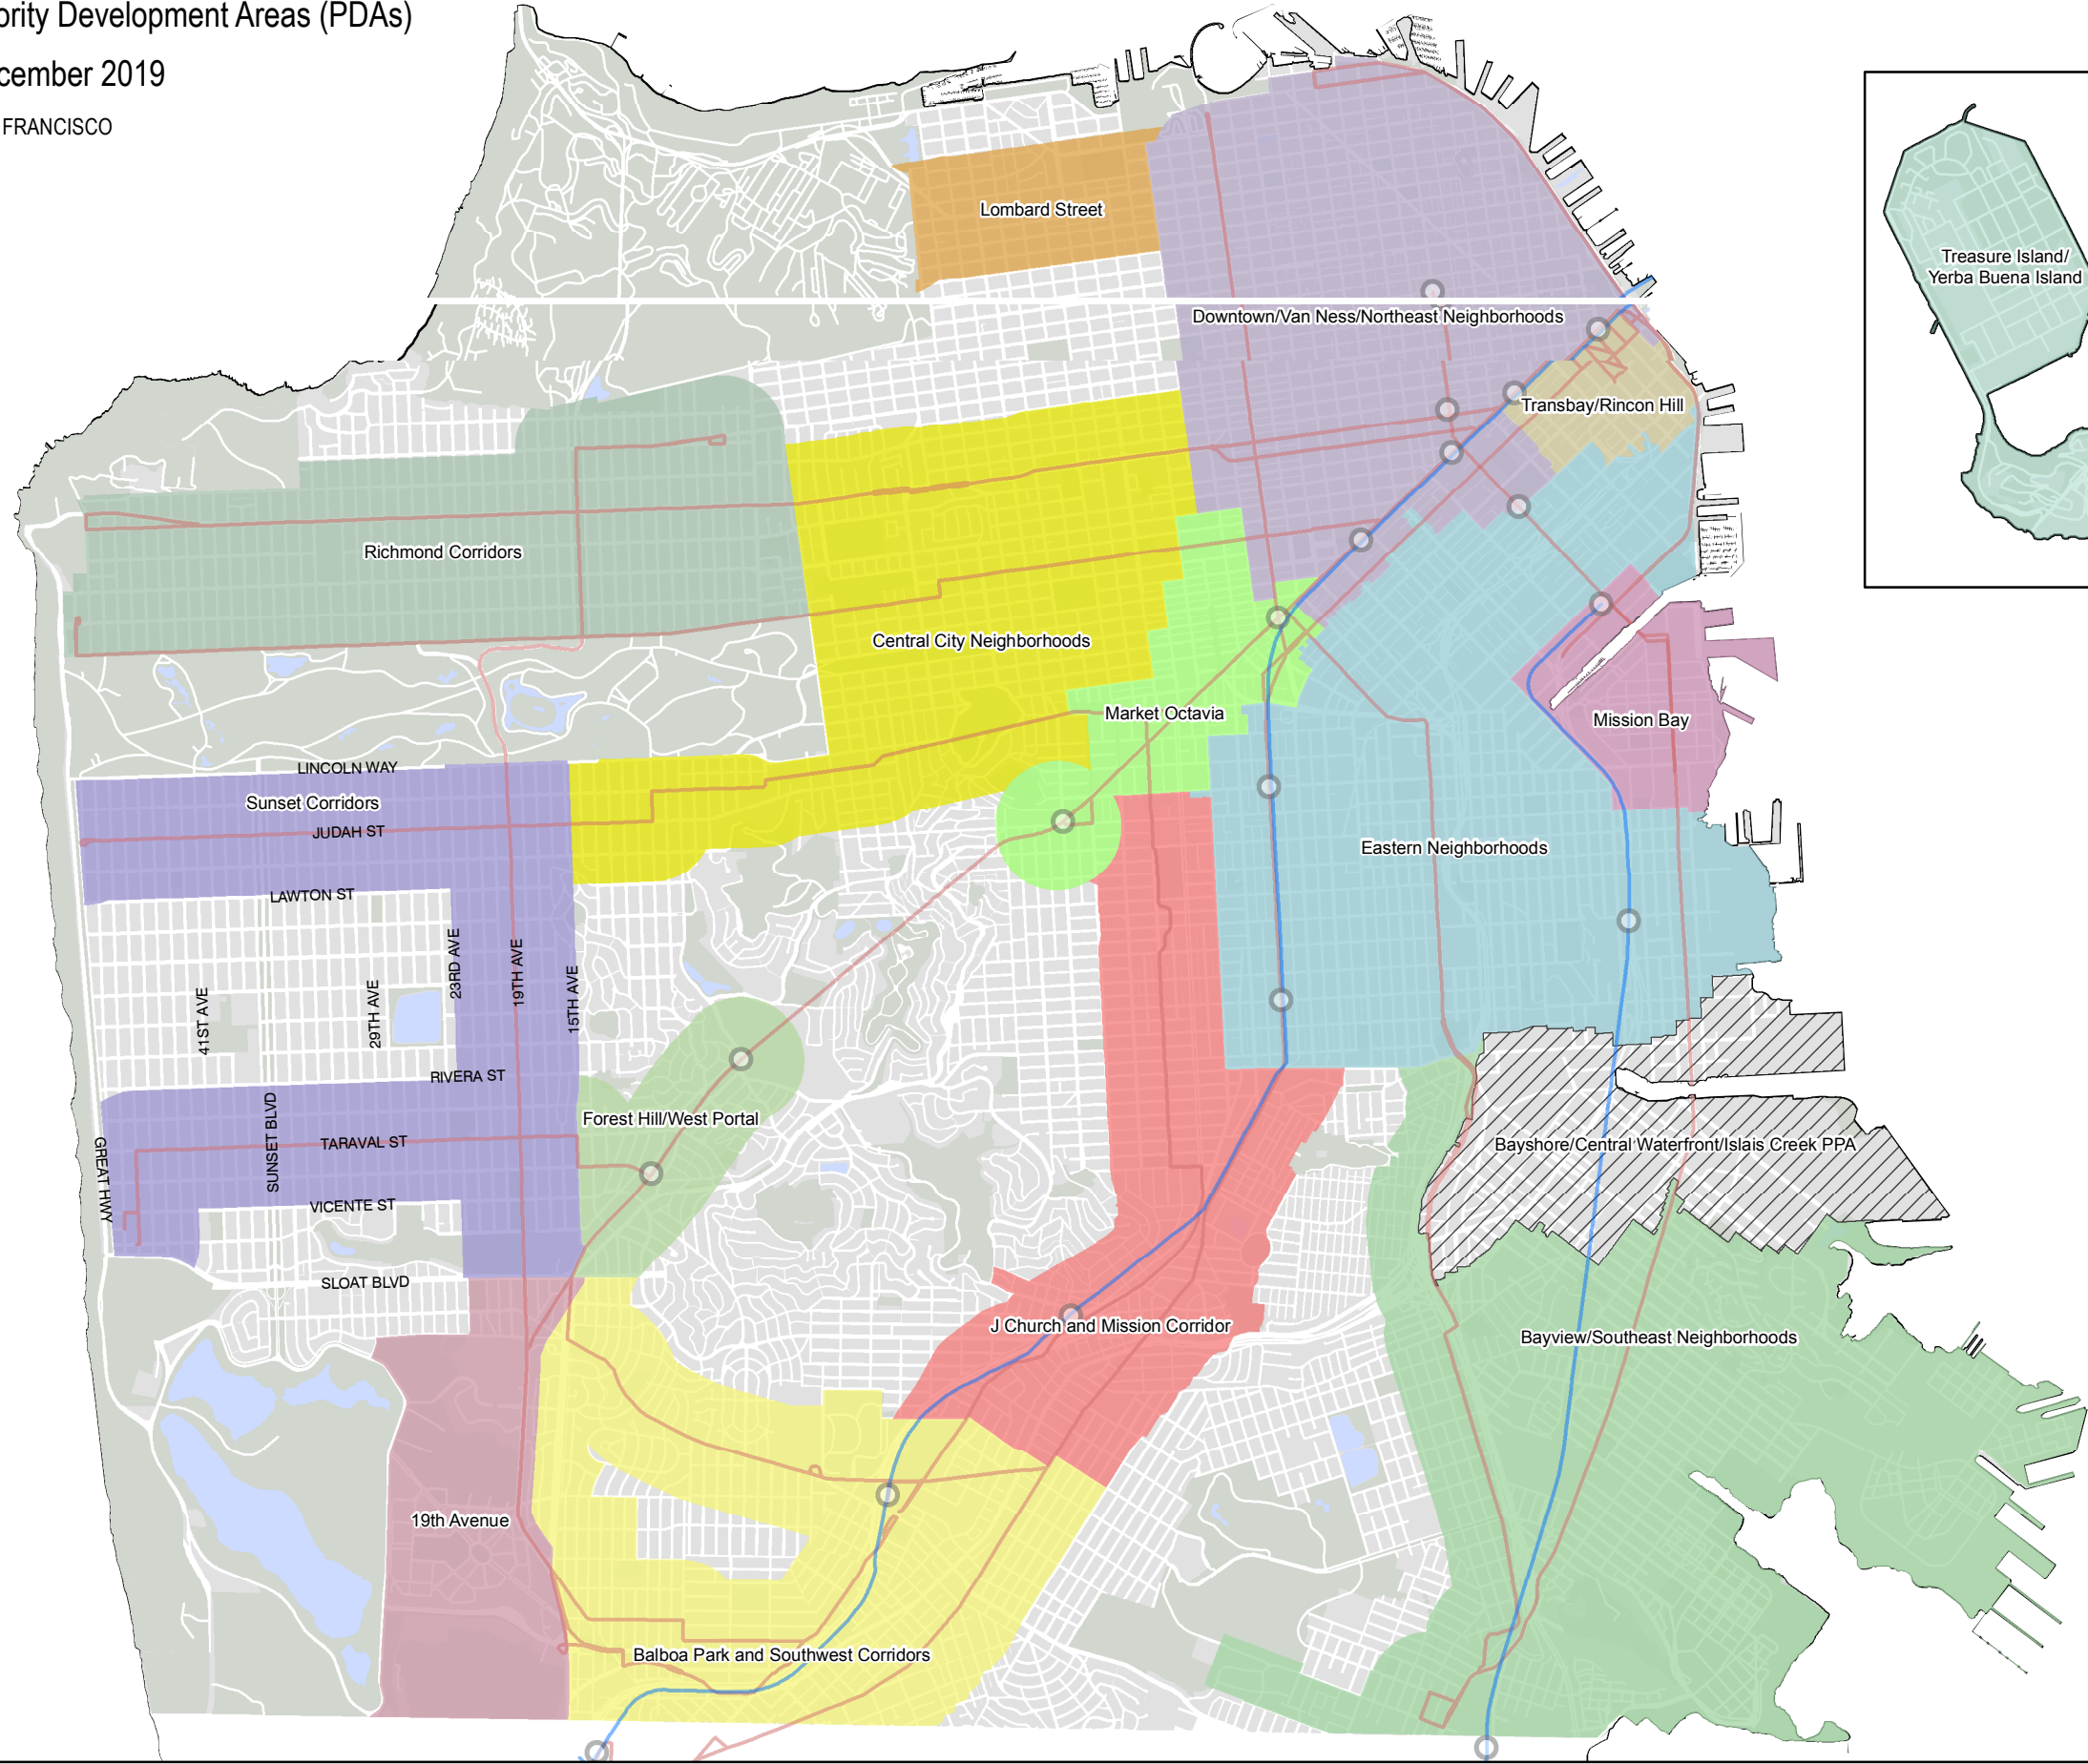 ority Development Areas (PDAs)
cember 2019
FRANCISCO
Lombard Street
Treasure Island/
Yerba Buena Island
Downtown/Van Ness/Northeast Neighborhoods
Transbay/Rincon Hill
Richmond Corridors
Central City Neighborhoods
Market Octavia
Mission Bay
LINCOLN WAY
Sunset Corridors
JUDAH ST
Eastern Neighborhoods
LAWTON ST
41ST AVE
29TH AVE
23RD AVE
19TH AVE
15TH AVE
RIVERA ST
Forest Hill/West Portal
GREAT HWY
SUNSET BLVD
TARAVAL ST
Bayshore/Central Waterfront/Islais Creek PPA
VICENTE ST
SLOAT BLVD
J Church and Mission Corridor
Bayview/Southeast Neighborhoods
19th Avenue
Balboa Park and Southwest Corridors